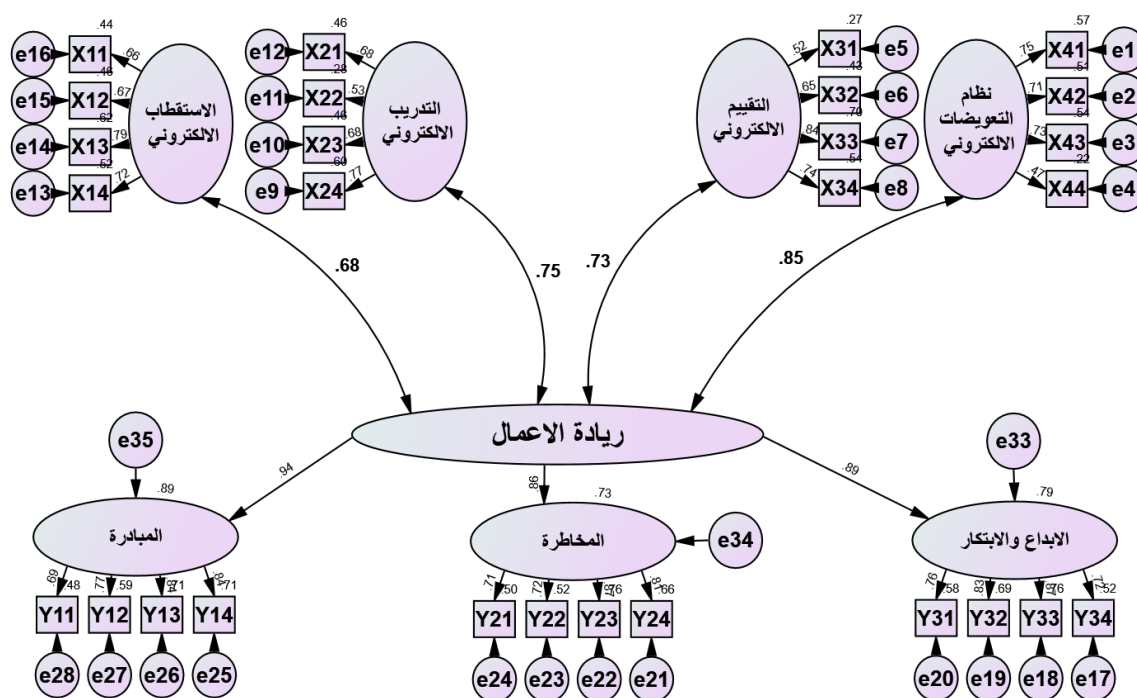 .44
e16
X11
.66
.46
e15
X12
.67
.62
e14
X13
.79
.52
e13
X14
.72
الاستقطاب
الالكتروني
.46
e12
X21
.68
.28
e11
X22
.53
.46
e10
X23
.68
.60
e9
X24
.77
التدريب
الالكتروني
التقييم
الالكتروني
.27
.52
X31
e5
.43
.65
X32
e6
.70
.84
X33
e7
.54
.74
X34
e8
نظام
التعويضات
الالكتروني
.57
.75
X41
e1
.51
.71
X42
e2
.54
.73
X43
e3
.22
.47
X44
e4
.68
.75
.73
.85
ريادة الاعمال
e35
.94
.89
المبادرة
.86
.73
المخاطرة
e34
e33
.89
.79
الابداع والابتكار
.69
.48
.77
.59
.84
.71
.84
.71
Y11
Y12
Y13
Y14
e28
e27
e26
e25
.71
.50
.72
.52
.87
.76
.81
.66
Y21
Y22
Y23
Y24
e24
e23
e22
e21
.76
.58
.83
.69
.87
.76
.72
.52
Y31
Y32
Y33
Y34
e20
e19
e18
e17